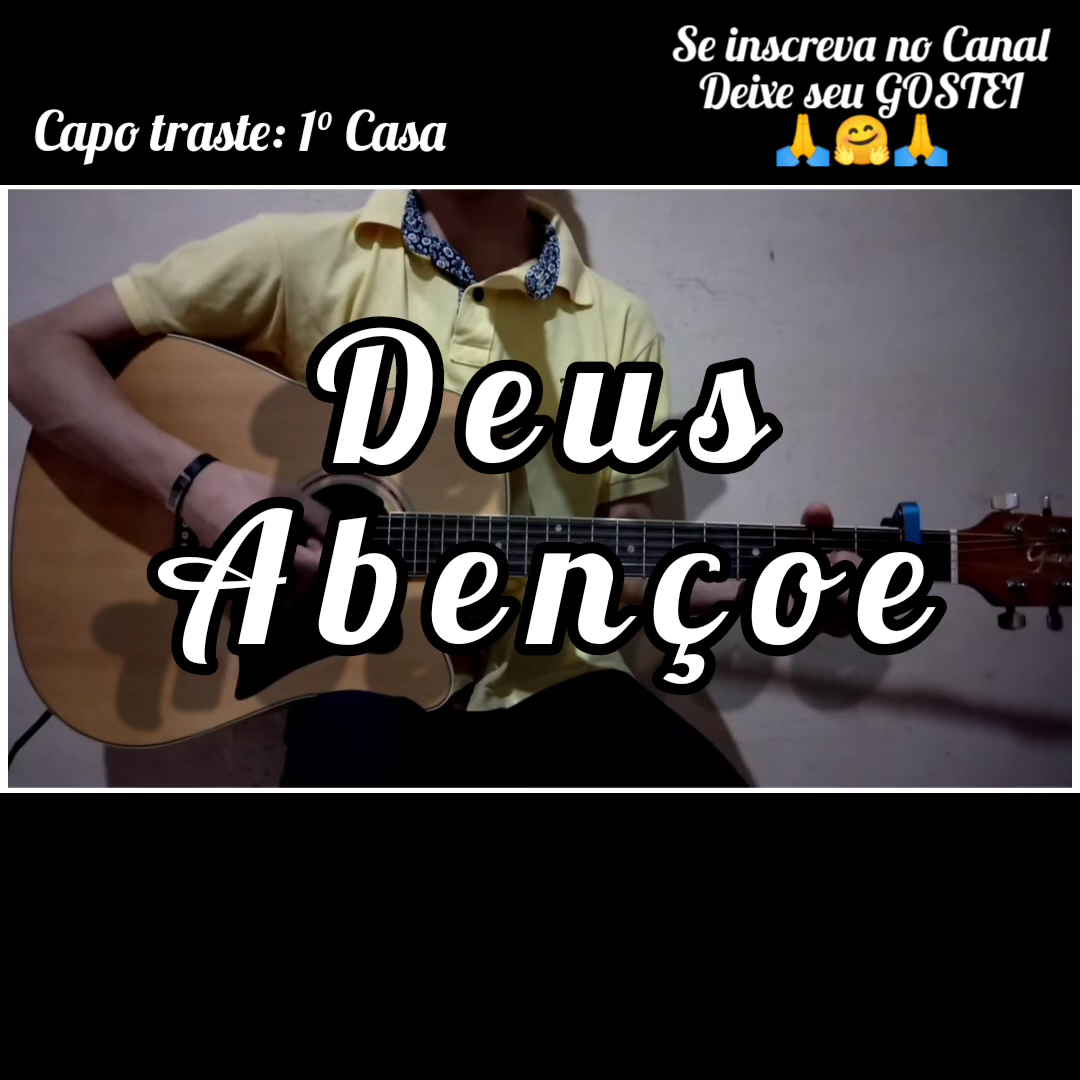 Se inscreva no Canal
Deixe seu GOSTEI
🙏🤗🙏
Capo traste: 1º Casa
Deus
Abençoe